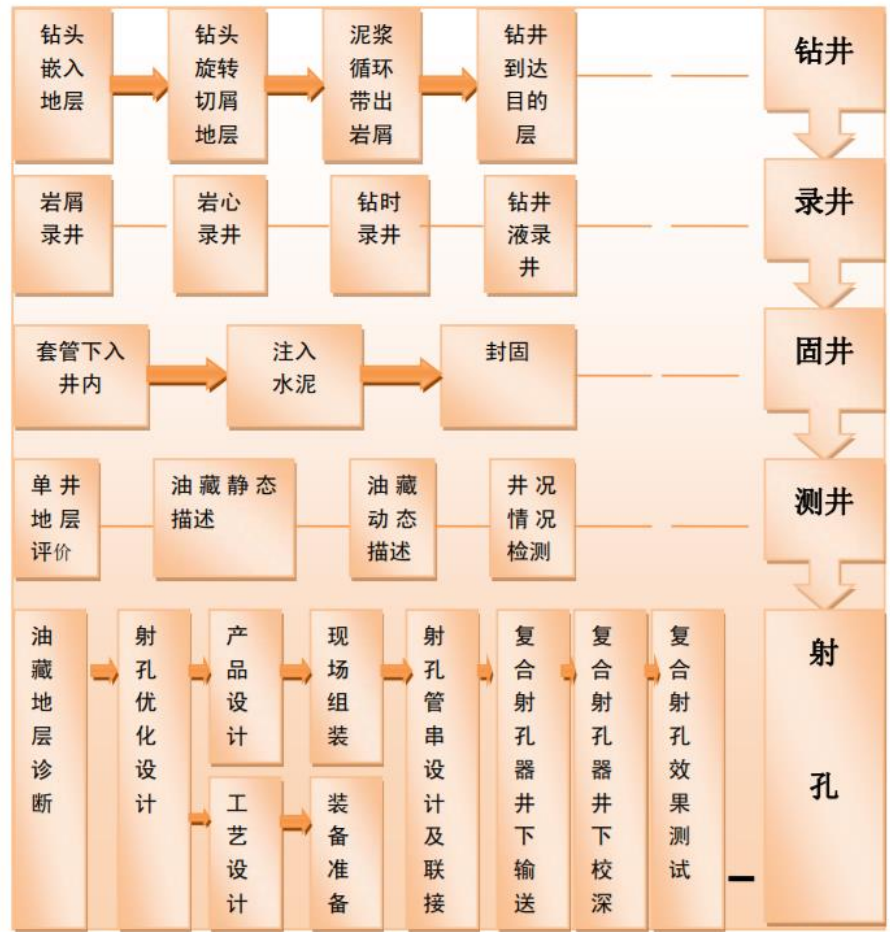 钻头
嵌入
地层
钻头
旋转
切屑
地层
泥浆
循环
带出
岩屑
钻井
到达
目的
层
钻井
岩屑
录井
岩心
录井
钻时
录井
钻井
液录
井
录井
套管下入
井内
注入
水泥
封固
固井
单井
地层
评价
油藏静态
描述
油藏
动态
描述
井况
情况
检测
测井
油藏地层诊断
射孔优化设计
产品设计
现场组装
工艺设计
装备准备
射孔管串设计及联接
复合射孔器井下输送
复合射孔器井下校深
复合射孔效果测试
射孔